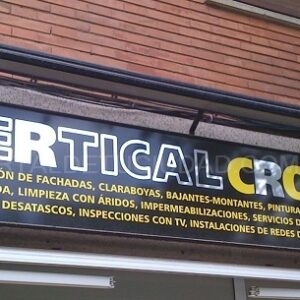 ERTICAL CRO
ÓN DE FACHADAS, CLARABOYAS, BAJANTES-MONTANTES, PINTURA
DA, LIMPIEZA CON ÁRIDOS, IMPERMEABILIZACIONES, SERVICIOS D
DESATASCOS, INSPECCIONES CON TV, INSTALACIONES DE REDES D